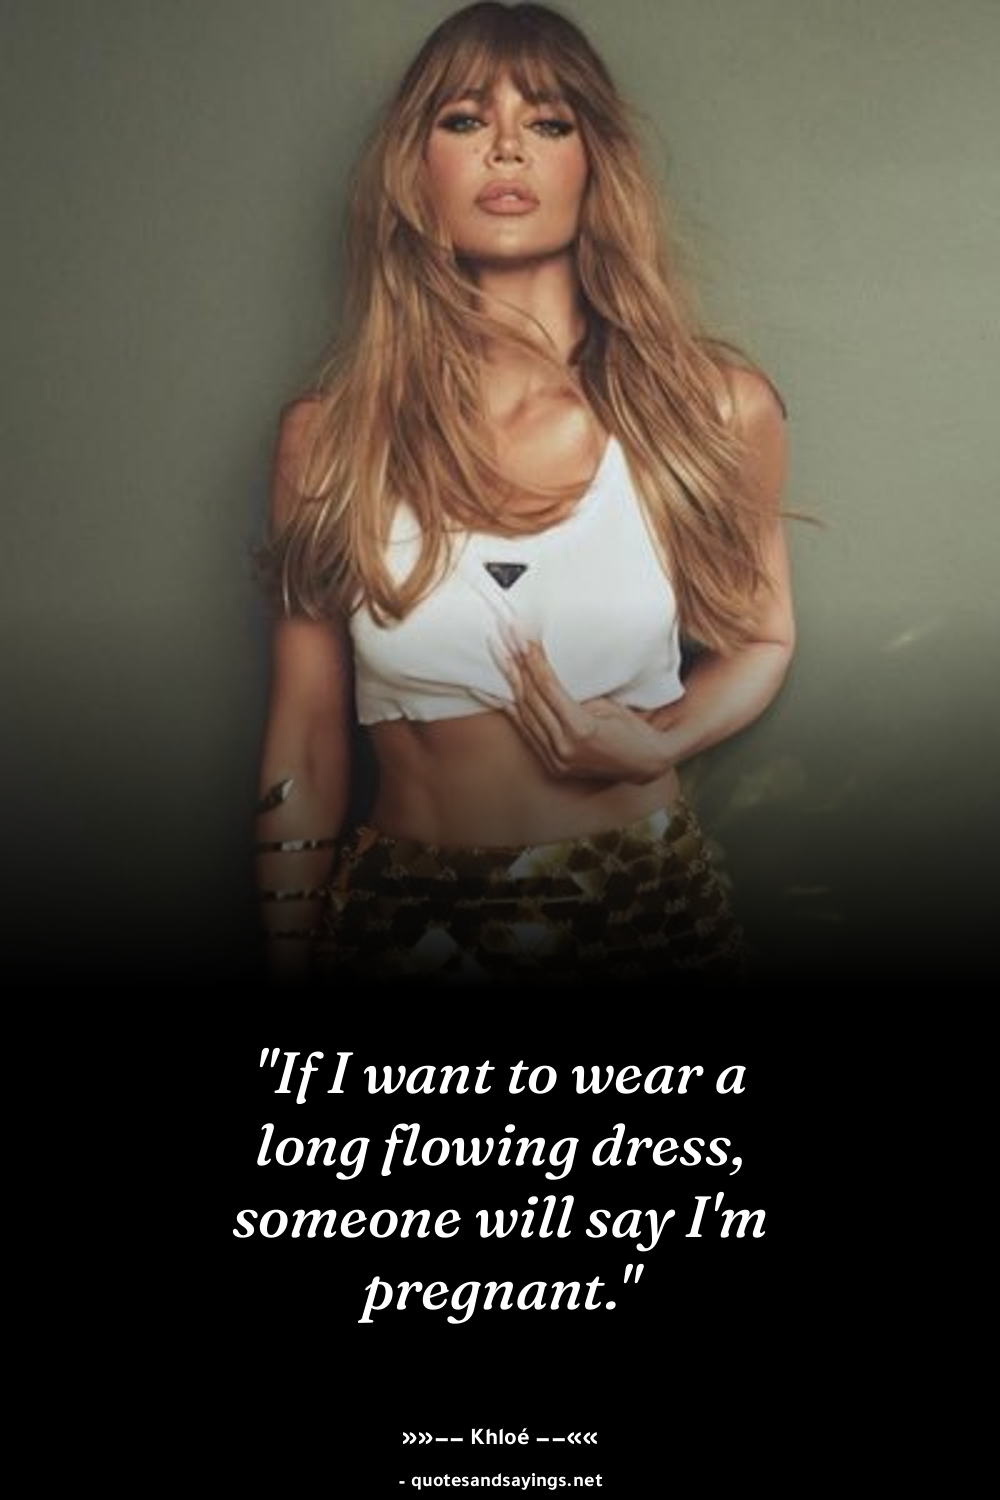 "If I want to wear a
long flowing dress,
someone will say I'm
pregnant."
»»−− Khloé −−««
- quotesandsayings.net